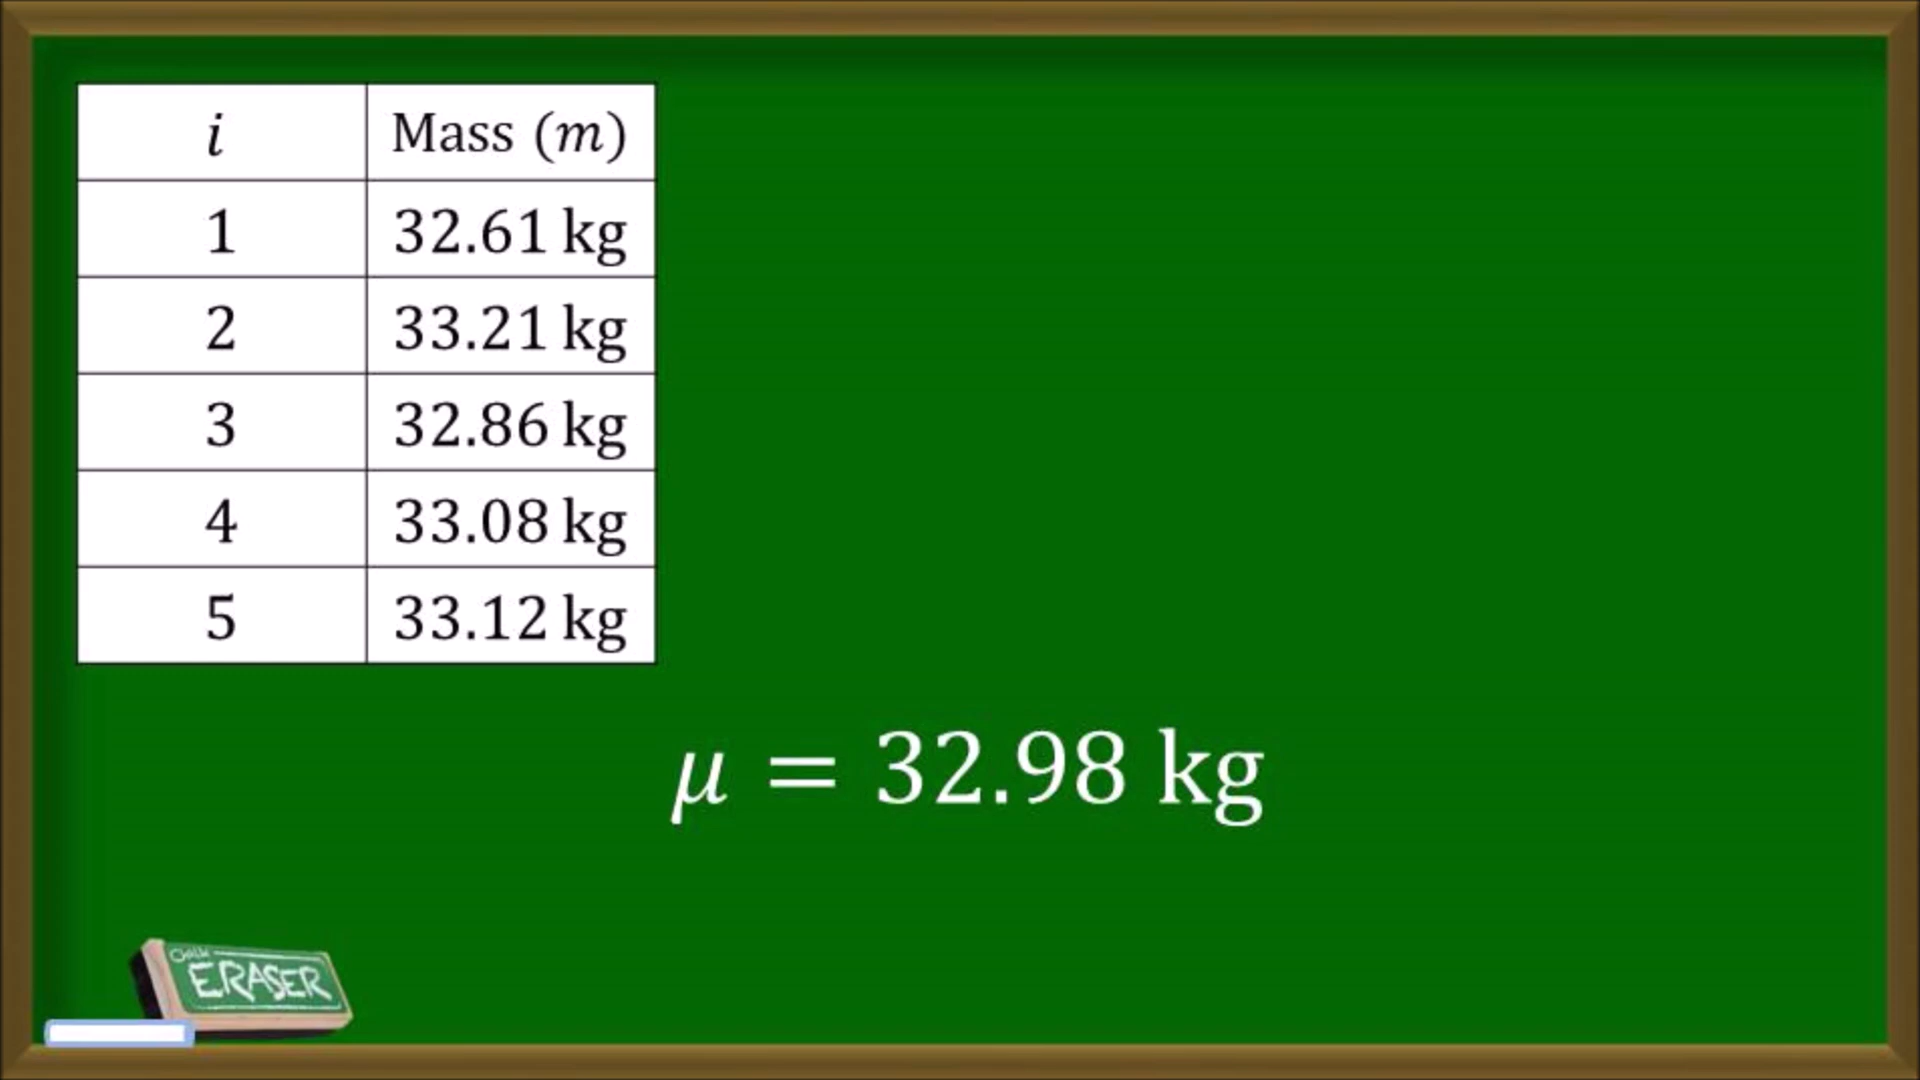 i Mass (m)
1 32.61 kg
2 33.21 kg
3 32.86 kg
4 33.08 kg
5 33.12 kg
μ = 32.98 kg
Chalk
ERASER